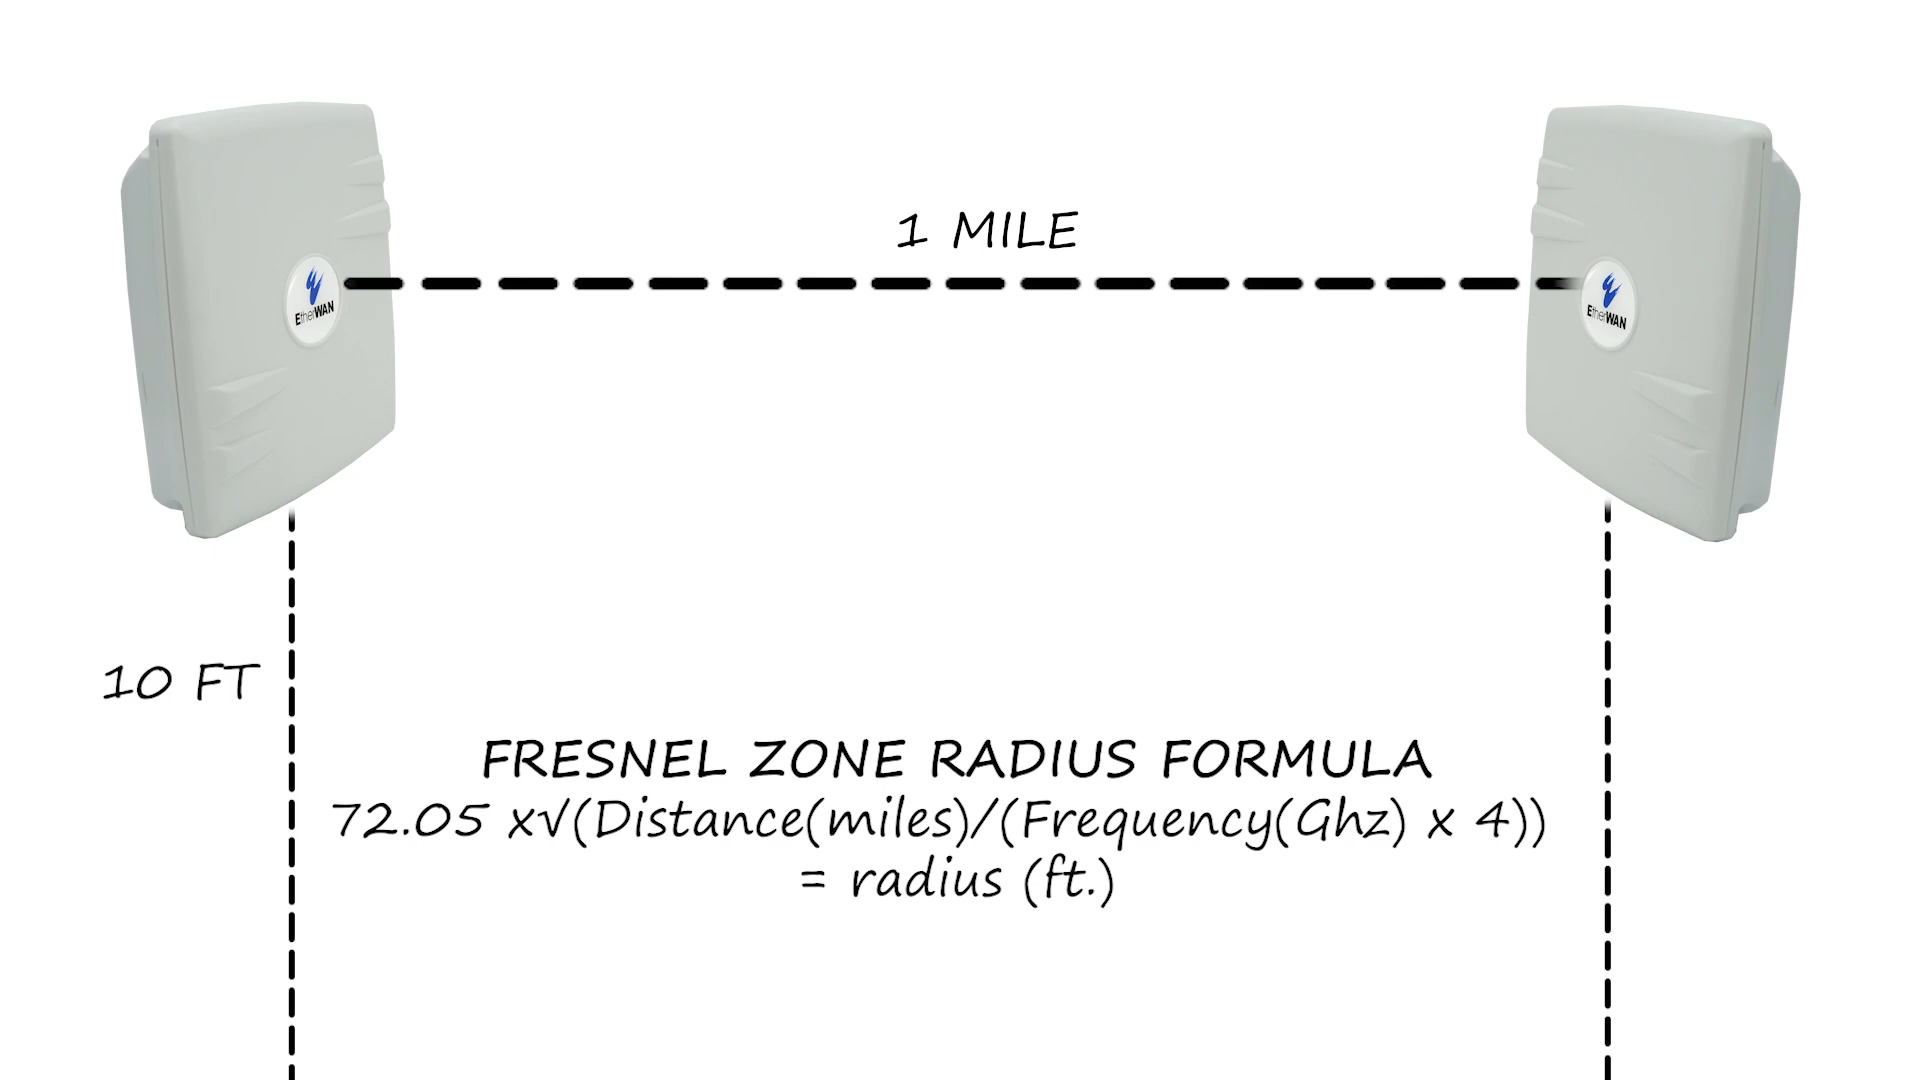 1 MILE
EtherWAN
EtherWAN
10 FT
FRESNEL ZONE RADIUS FORMULA
72.05 x√(Distance(miles)/(Frequency(Ghz) x 4))
= radius (ft.)